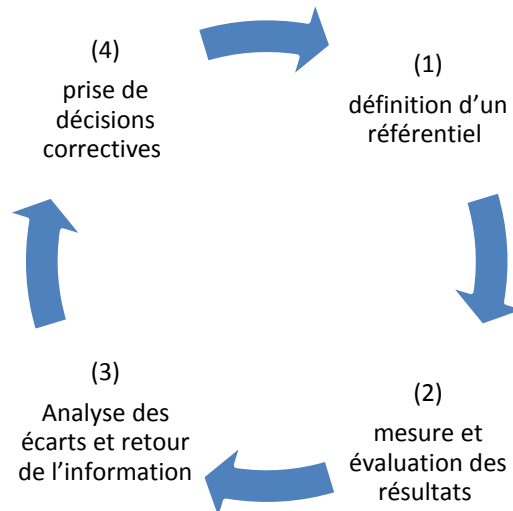 (1)
définition d’un
référentiel
(2)
mesure et
évaluation des
résultats
(3)
Analyse des
écarts et retour
de l’information
(4)
prise de
décisions
correctives